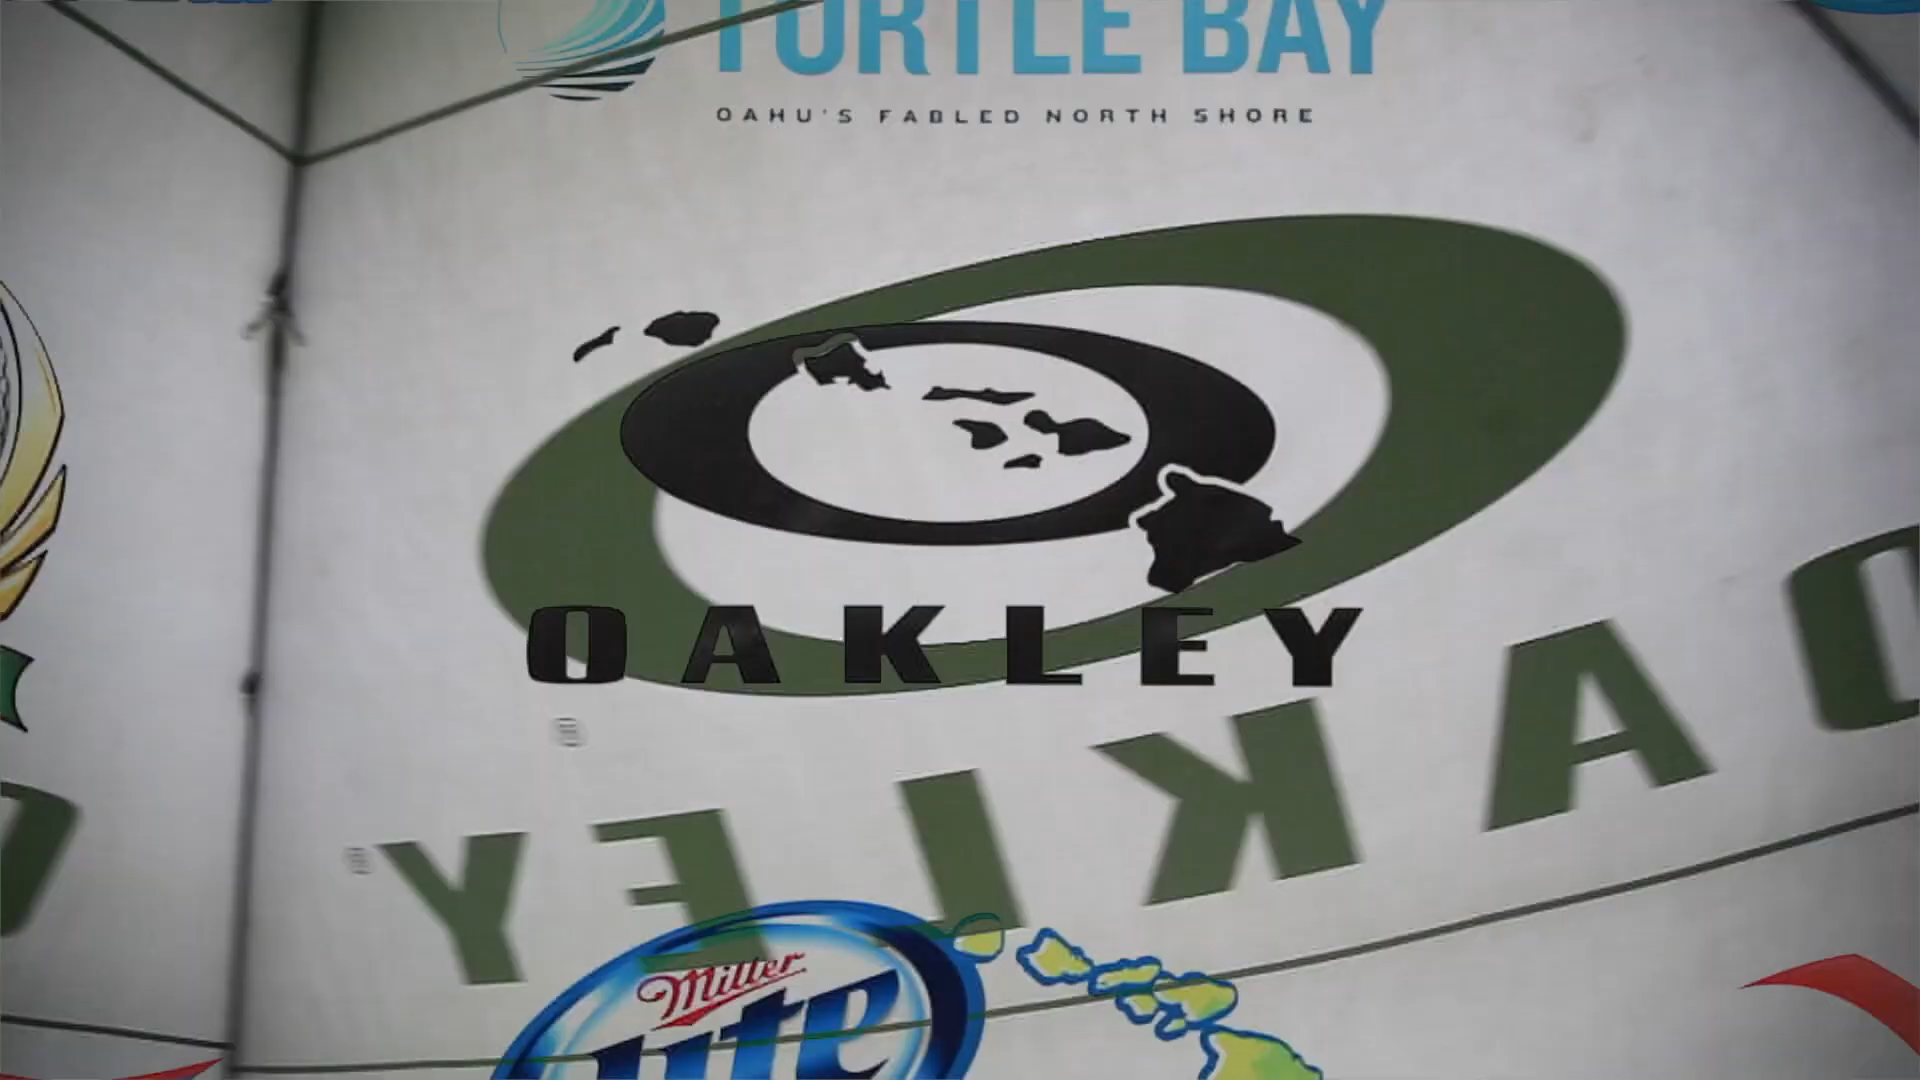 TURTLE BAY
OAHU'S FABLED NORTH SHORE
OAKLEY
®
OAKLEY
®
Miller
Lite